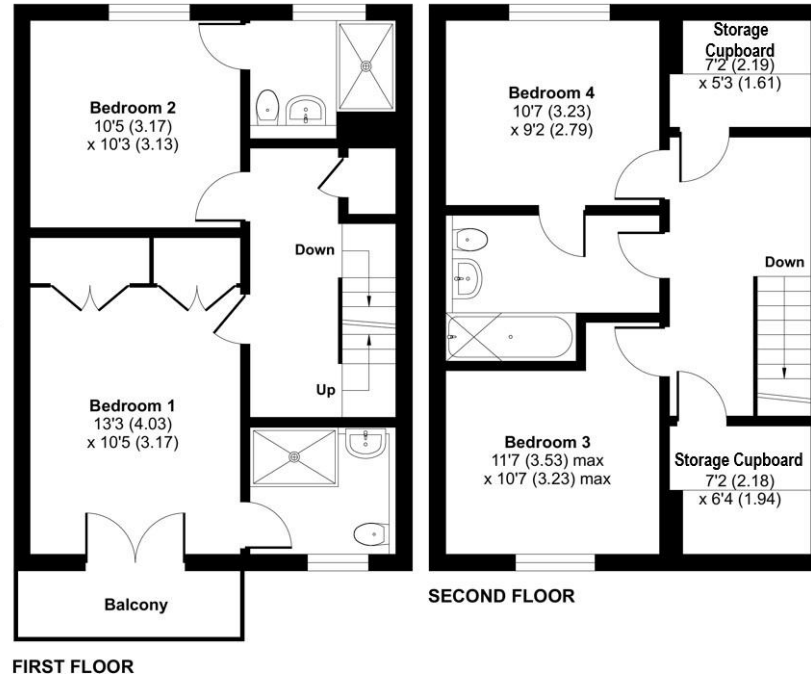 Bedroom 2
10'5 (3.17)
x 10'3 (3.13)
Down
Up
Bedroom 1
13'3 (4.03)
x 10'5 (3.17)
Balcony
FIRST FLOOR
Storage
Cupboard
7'2 (2.19)
x 5'3 (1.61)
Bedroom 4
10'7 (3.23)
x 9'2 (2.79)
Down
Bedroom 3
11'7 (3.53) max
x 10'7 (3.23) max
Storage Cupboard
7'2 (2.18)
x 6'4 (1.94)
SECOND FLOOR